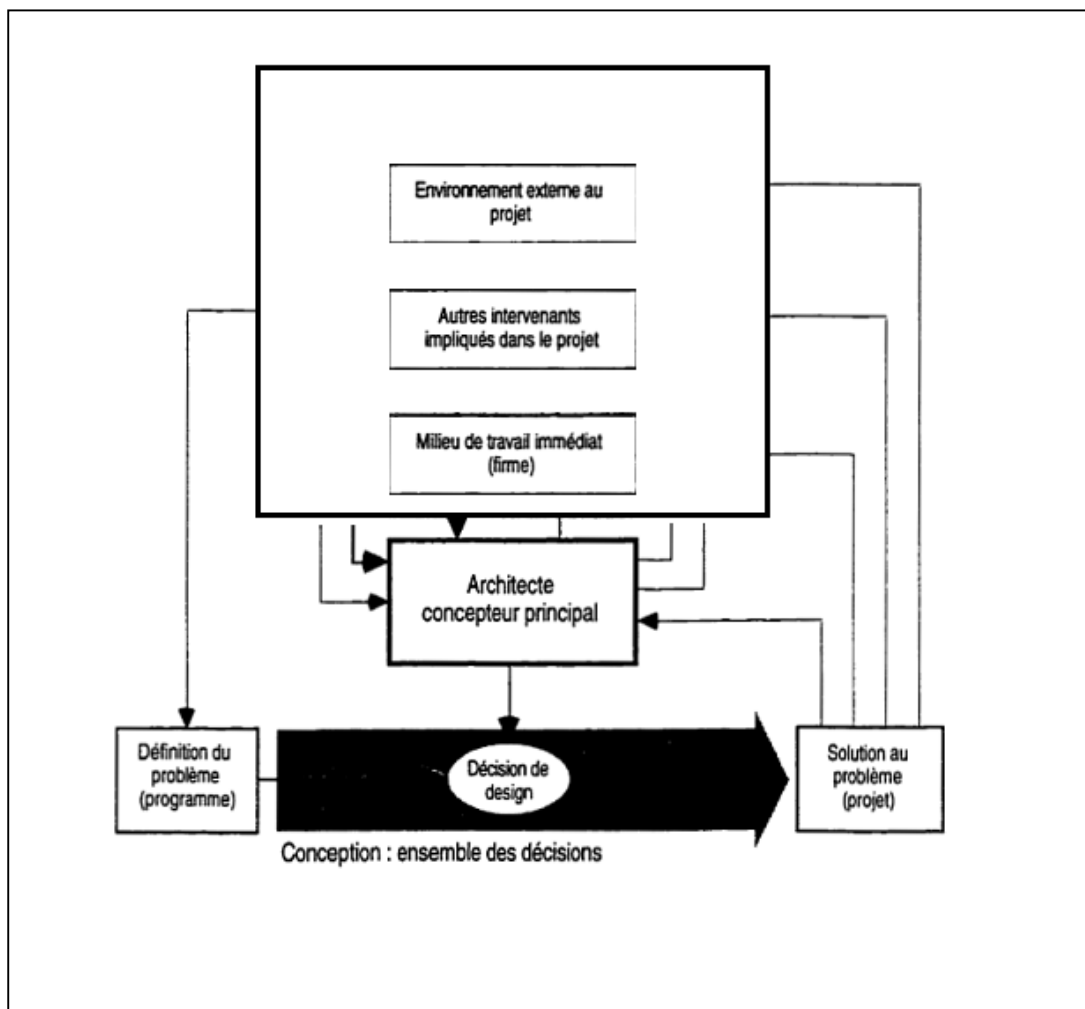 Environnement externe au
projet
Autres intervenants
impliqués dans le projet
Milieu de travail immédiat
(firme)
Architecte
concepteur principal
Définition du
problème
(programme)
Décision de
design
Solution au
problème
(projet)
Conception : ensemble des décisions